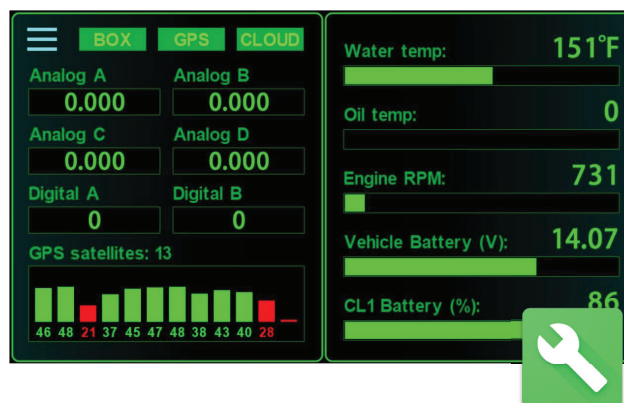 BOX GPS CLOUD
Analog A Analog B
0.000 0.000
Analog C Analog D
0.000 0.000
Digital A Digital B
0 0
GPS satellites: 13
46 48 21 37 45 47 48 38 43 40 28
Water temp: 151°F
Oil temp: 0
Engine RPM: 731
Vehicle Battery (V): 14.07
CL1 Battery (%): 86